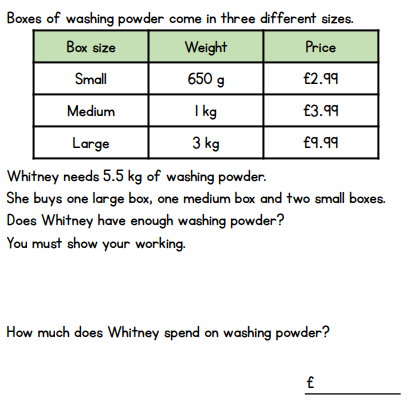 Boxes of washing powder come in three different sizes.
Box size Weight Price
Small 650 g £2.99
Medium 1 kg £3.99
Large 3 kg £9.99
Whitney needs 5.5 kg of washing powder.
She buys one large box, one medium box and two small boxes.
Does Whitney have enough washing powder?
You must show your working.
How much does Whitney spend on washing powder?
£